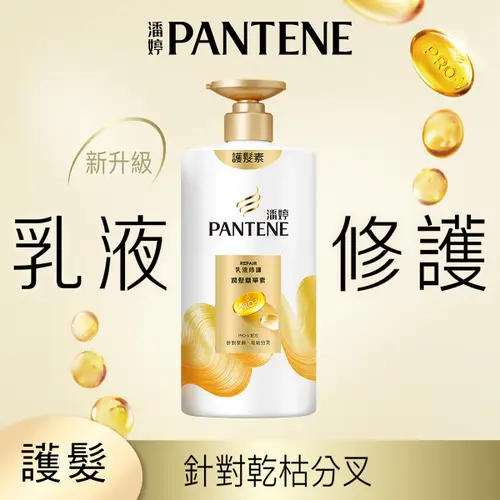 潘婷 PANTENE
PRO-V
新升級
乳液 修護
護髮素
潘婷
PANTENE
REPAIR
乳液修護
潤髮精華素
PRO-V
護髮 針對乾枯分叉